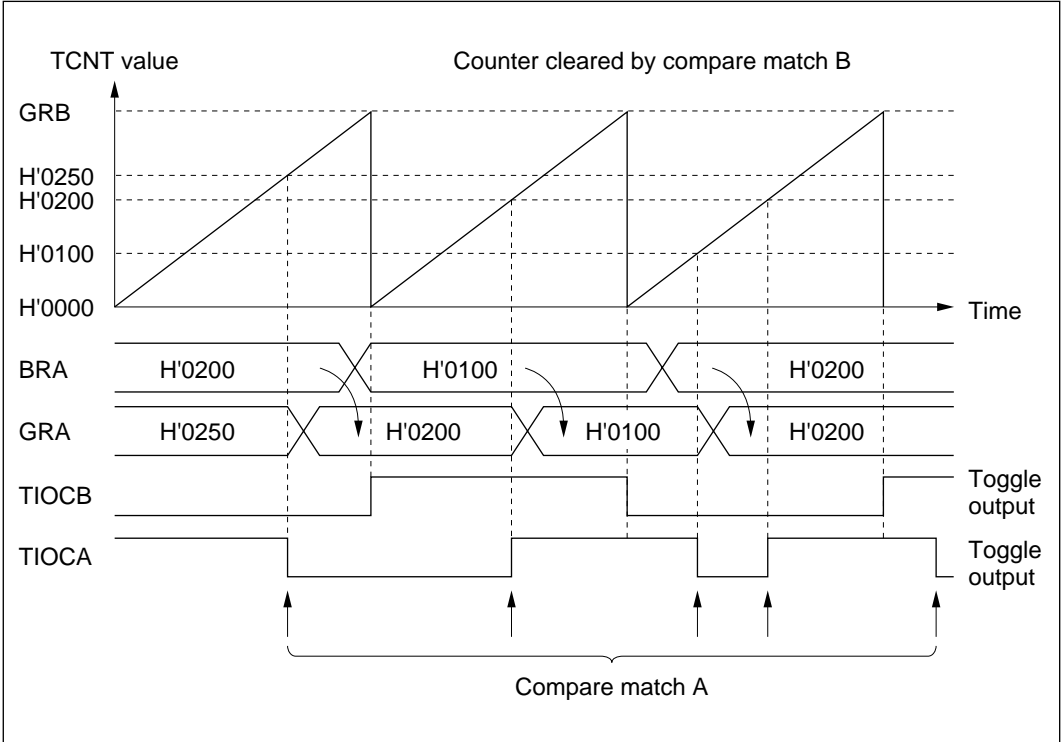 TCNT value
Counter cleared by compare match B
GRB
H'0250
H'0200
H'0100
H'0000
Time
BRA
H'0200
H'0100
H'0200
GRA
H'0250
H'0200
H'0100
H'0200
TIOCB
Toggle
output
TIOCA
Toggle
output
Compare match A